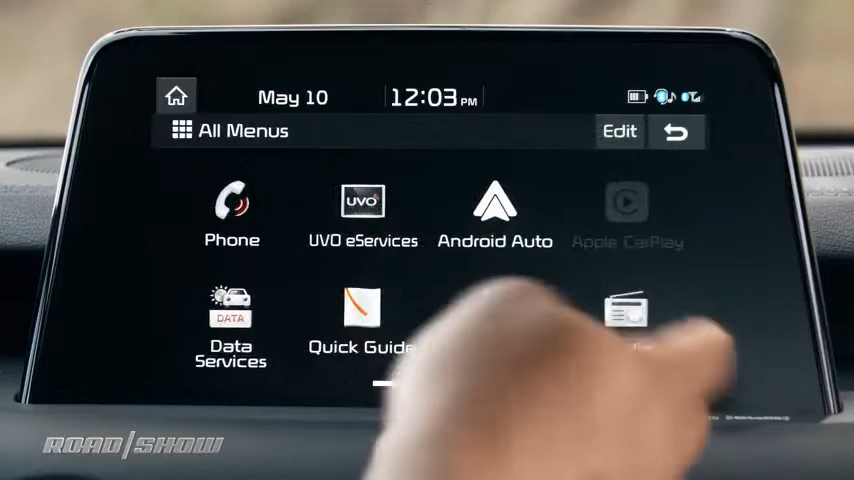 May 10
12:03 PM
All Menus
Edit
UVO
Phone
UVO eServices
Android Auto
Apple CarPlay
DATA
Data
Services
Quick Guide
ROAD/SHOW